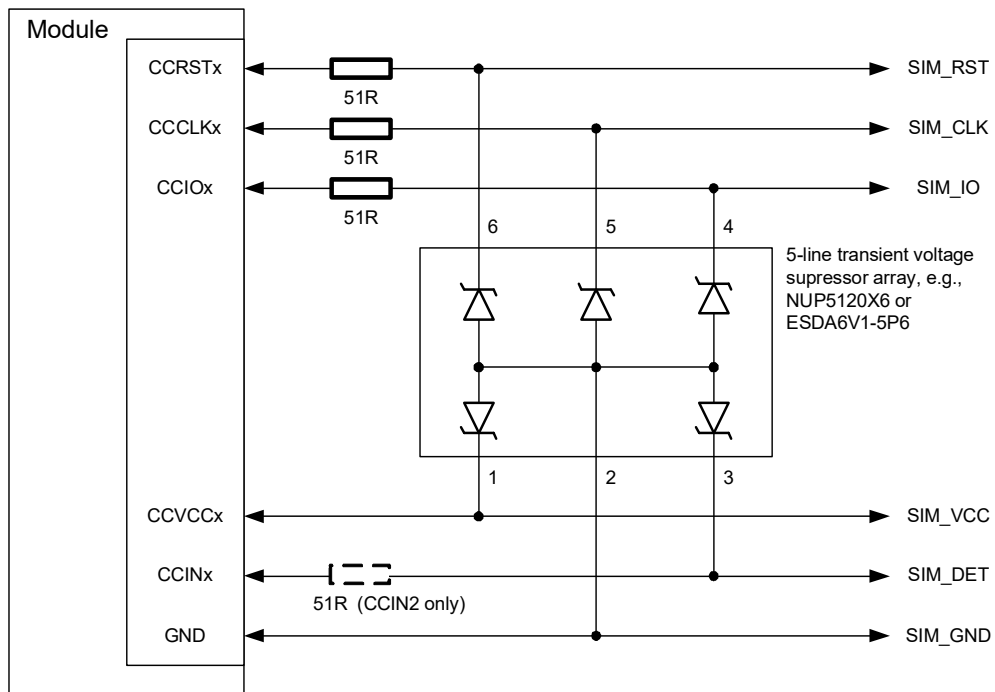 Module
CCRSTx
51R
SIM_RST
CCCLKx
51R
SIM_CLK
CCIOx
51R
SIM_IO
6
5
4
5-line transient voltage
supressor array, e.g.,
NUP5120X6 or
ESDA6V1-5P6
1
2
3
CCVCCx
SIM_VCC
CCINx
51R (CCIN2 only)
SIM_DET
GND
SIM_GND